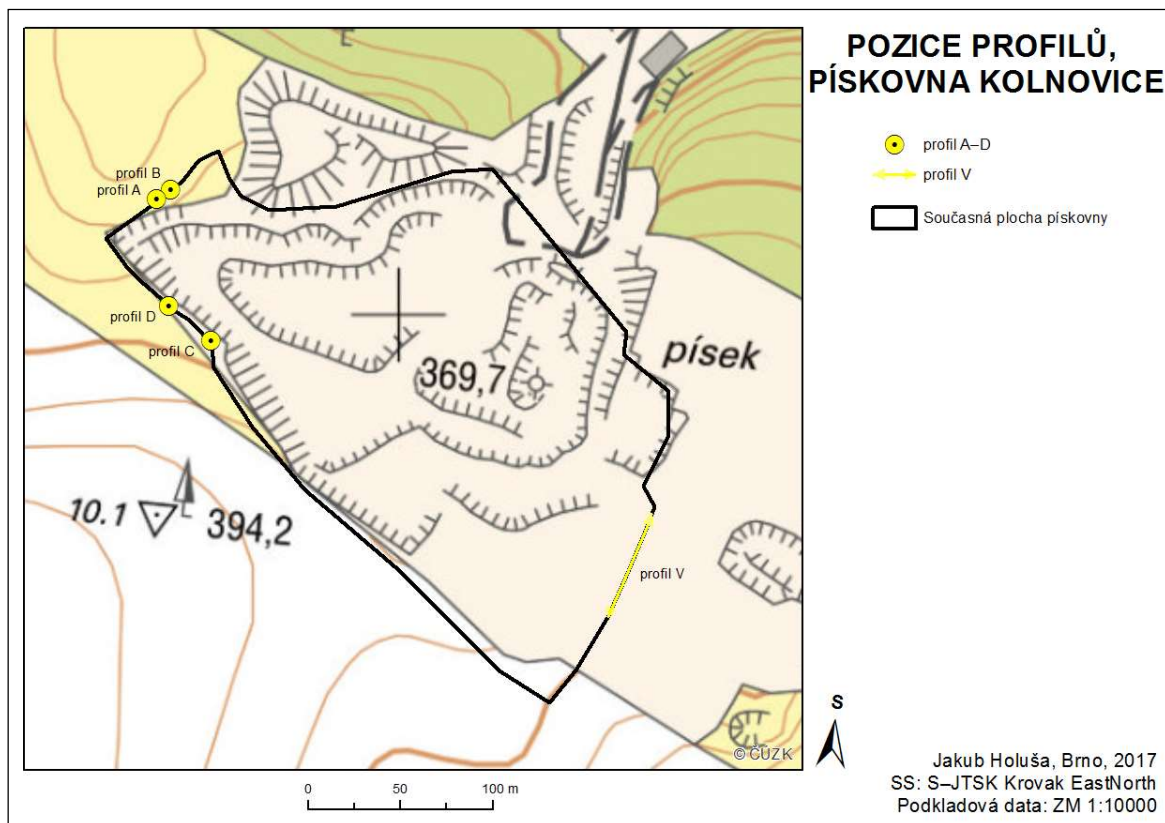 POZICE PROFILŮ,
PÍSKOVNA KOLNOVICE
profil A–D
profil V
Současná plocha pískovny
profil B
profil A
profil D
profil C
písek
369,7
10.1
394,2
profil V
© ČÚZK
S
0 50 100 m
Jakub Holuša, Brno, 2017
SS: S–JTSK Krovak EastNorth
Podkladová data: ZM 1:10000